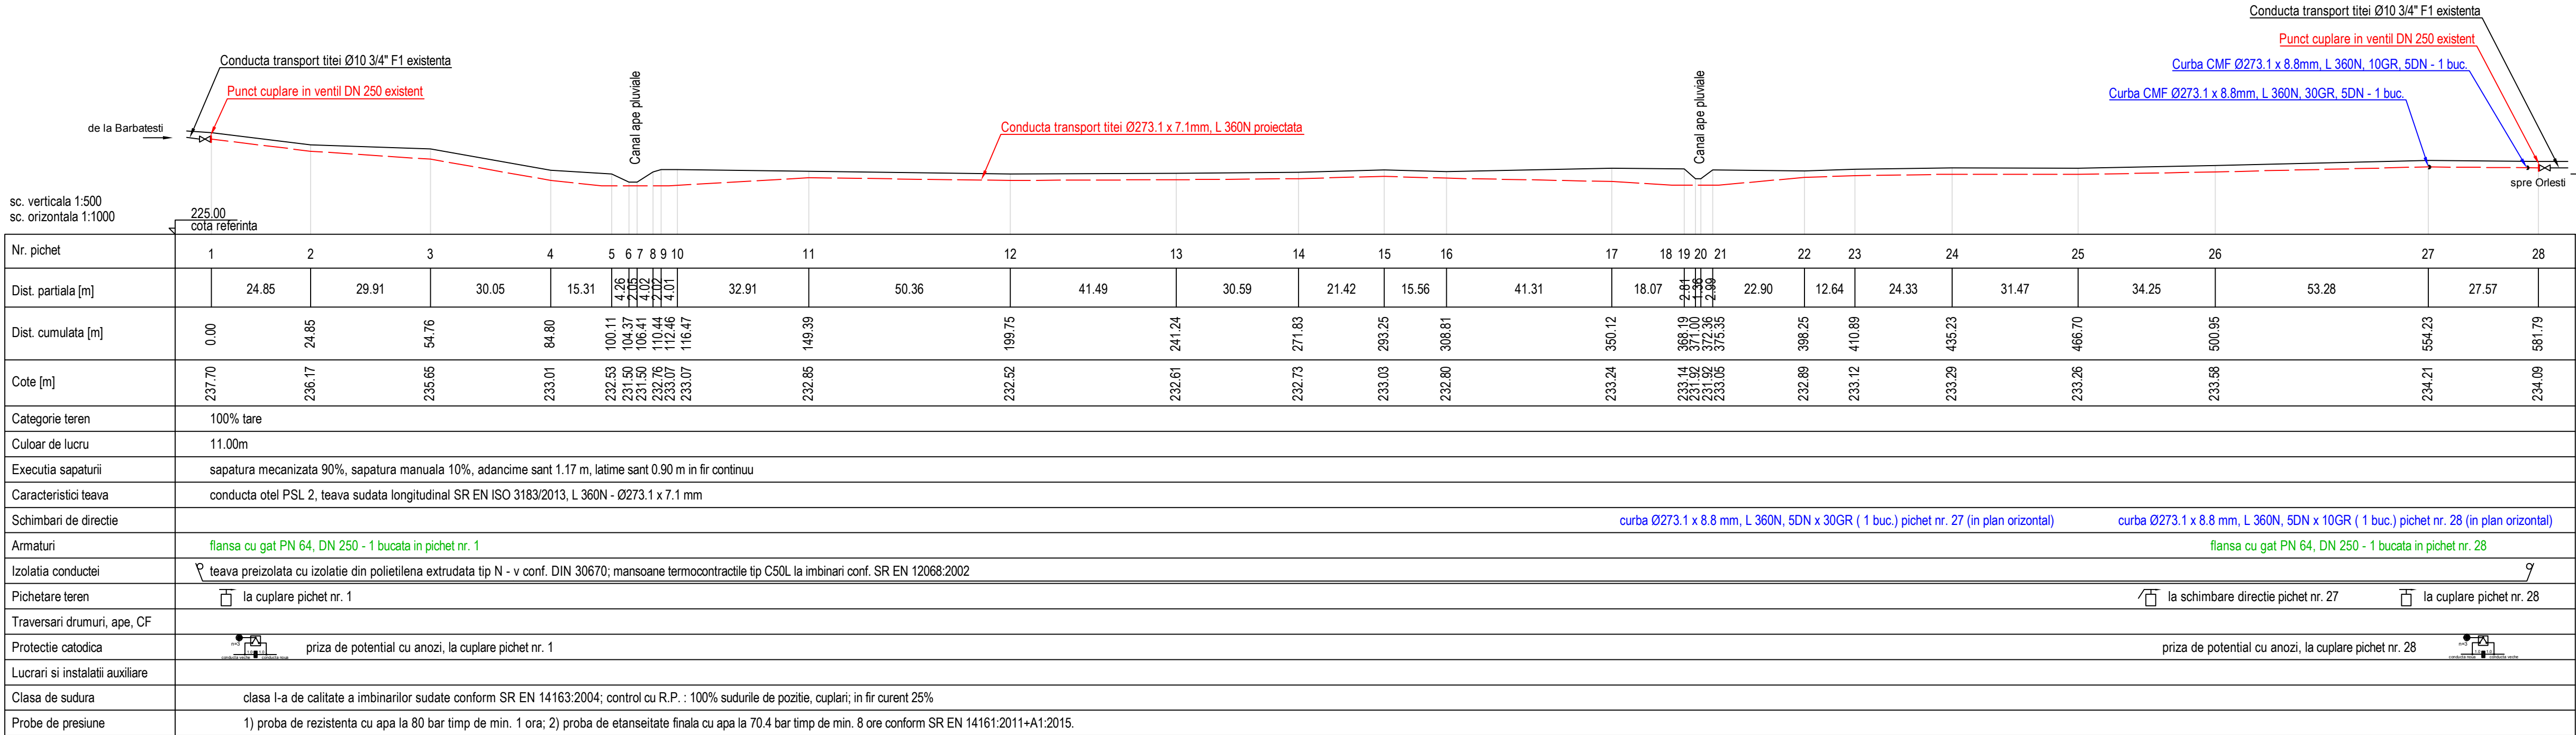 Conducta transport titei Ø10 3/4" F1 existenta
Punct cuplare in ventil DN 250 existent
de la Barbatesti
Canal ape pluviale
Conducta transport titei Ø273.1 x 7.1mm, L 360N proiectata
Canal ape pluviale
Conducta transport titei Ø10 3/4" F1 existenta
Punct cuplare in ventil DN 250 existent
Curba CMF Ø273.1 x 8.8mm, L 360N, 10GR, 5DN - 1 buc.
Curba CMF Ø273.1 x 8.8mm, L 360N, 30GR, 5DN - 1 buc.
spre Orlesti
sc. verticala 1:500
sc. orizontala 1:1000
225.00
cota referinta
Nr. pichet 1 2 3 4 5 6 7 8 9 10 11 12 13 14 15 16 17 18 19 20 21 22 23 24 25 26 27 28
Dist. partiala [m] 24.85 29.91 30.05 15.31 4.26 2.05 4.02 2.02 4.01 32.91 50.36 41.49 30.59 21.42 15.56 41.31 18.07 2.81 1.36 2.99 22.90 12.64 24.33 31.47 34.25 53.28 27.57
Dist. cumulata [m] 0.00 24.85 54.76 84.80 100.11 104.37 106.41 110.44 112.46 116.47 149.39 199.75 241.24 271.83 293.25 308.81 350.12 368.19 371.00 372.36 375.35 398.25 410.89 435.23 466.70 500.95 554.23 581.79
Cote [m] 237.70 236.17 235.65 233.01 232.53 231.50 231.50 232.76 233.07 233.07 232.85 232.52 232.61 232.73 233.03 232.80 233.24 233.14 231.92 231.92 233.05 232.89 233.12 233.29 233.26 233.58 234.21 234.09
Categorie teren 100% tare
Culoar de lucru 11.00m
Executia sapaturii sapatura mecanizata 90%, sapatura manuala 10%, adancime sant 1.17 m, latime sant 0.90 m in fir continuu
Caracteristici teava conducta otel PSL 2, teava sudata longitudinal SR EN ISO 3183/2013, L 360N - Ø273.1 x 7.1 mm
Schimbari de directie curba Ø273.1 x 8.8 mm, L 360N, 5DN x 30GR ( 1 buc.) pichet nr. 27 (in plan orizontal) curba Ø273.1 x 8.8 mm, L 360N, 5DN x 10GR ( 1 buc.) pichet nr. 28 (in plan orizontal)
Armaturi flansa cu gat PN 64, DN 250 - 1 bucata in pichet nr. 1 flansa cu gat PN 64, DN 250 - 1 bucata in pichet nr. 28
Izolatia conductei teava preizolata cu izolatie din polietilena extrudata tip N - v conf. DIN 30670; mansoane termocontractile tip C50L la imbinari conf. SR EN 12068:2002
Pichetare teren la cuplare pichet nr. 1 la schimbare directie pichet nr. 27 la cuplare pichet nr. 28
Traversari drumuri, ape, CF
Protectie catodica priza de potential cu anozi, la cuplare pichet nr. 1 priza de potential cu anozi, la cuplare pichet nr. 28
conducta veche conducta noua conducta noua conducta veche
Lucrari si instalatii auxiliare
Clasa de sudura clasa I-a de calitate a imbinarilor sudate conform SR EN 14163:2004; control cu R.P. : 100% sudurile de pozitie, cuplari; in fir curent 25%
Probe de presiune 1) proba de rezistenta cu apa la 80 bar timp de min. 1 ora; 2) proba de etanseitate finala cu apa la 70.4 bar timp de min. 8 ore conform SR EN 14161:2011+A1:2015.